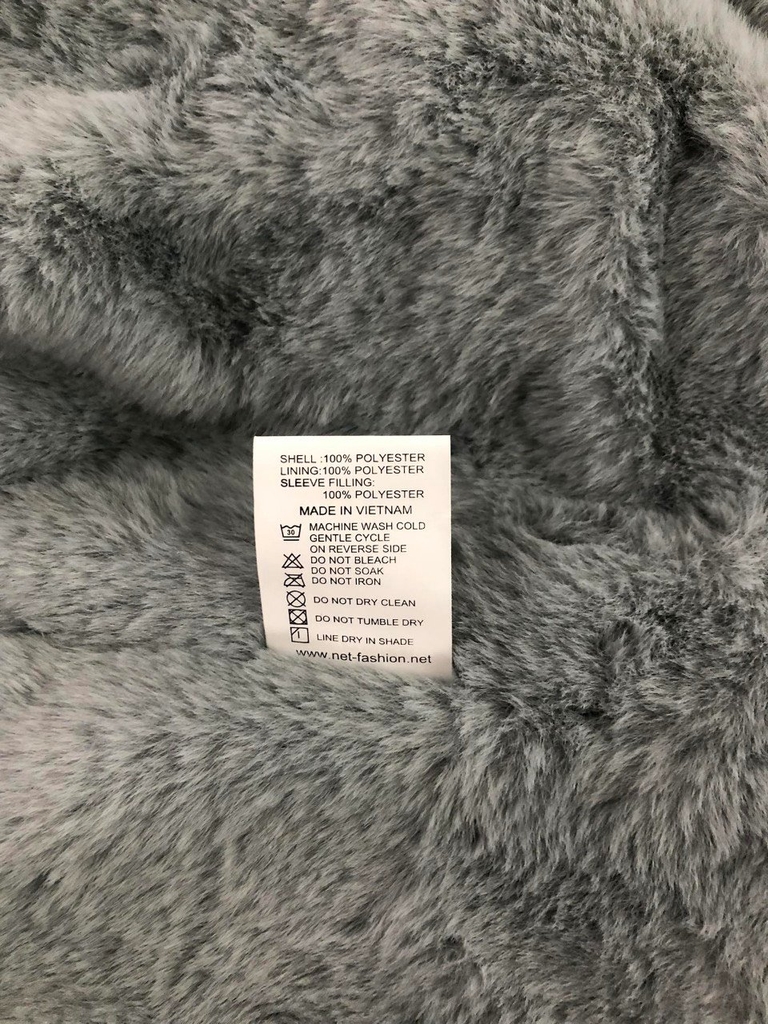 SHELL :100% POLYESTER
LINING:100% POLYESTER
SLEEVE FILLING:
100% POLYESTER
MADE IN VIETNAM
30 MACHINE WASH COLD
GENTLE CYCLE
ON REVERSE SIDE
DO NOT BLEACH
DO NOT SOAK
DO NOT IRON
DO NOT DRY CLEAN
DO NOT TUMBLE DRY
LINE DRY IN SHADE
www.net-fashion.net